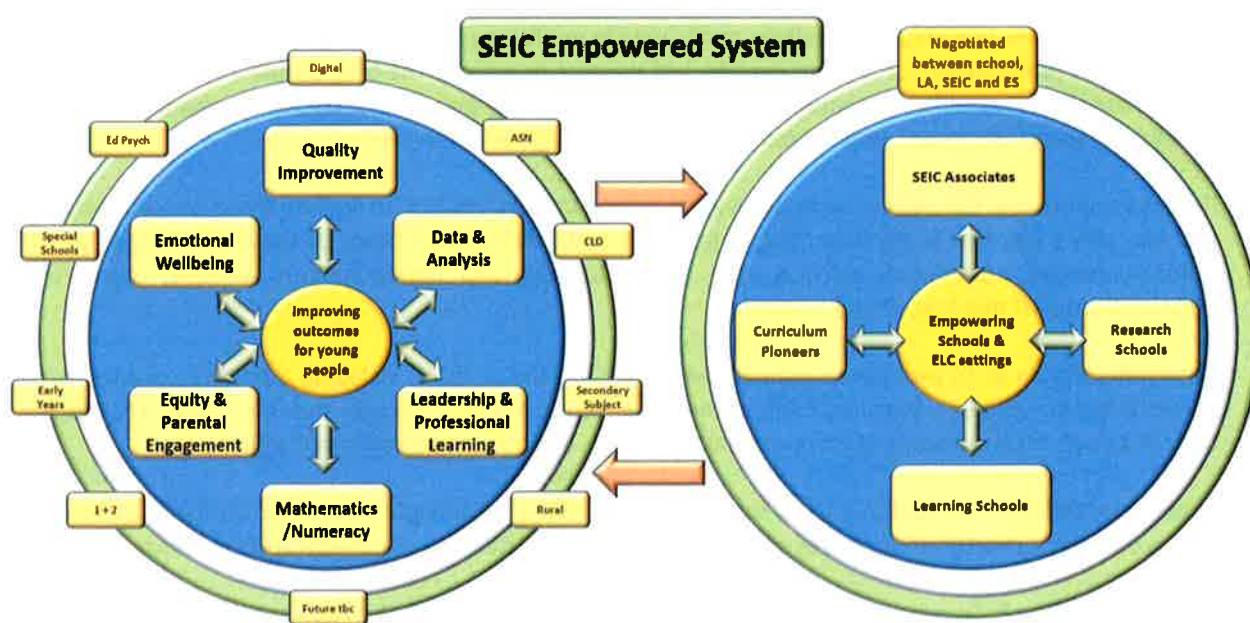 SEIC Empowered System
Digital
Ed Psych
ASN
Special
Schools
CLD
Early
Years
Secondary
Subject
1 + 2
Rural
Future tbc
Quality
Improvement
Emotional
Wellbeing
Data &
Analysis
Improving
outcomes
for young
people
Equity &
Parental
Engagement
Leadership &
Professional
Learning
Mathematics
/Numeracy
Negotiated
between school,
LA, SEIC and ES
SEIC Associates
Curriculum
Pioneers
Empowering
Schools &
ELC settings
Research
Schools
Learning Schools